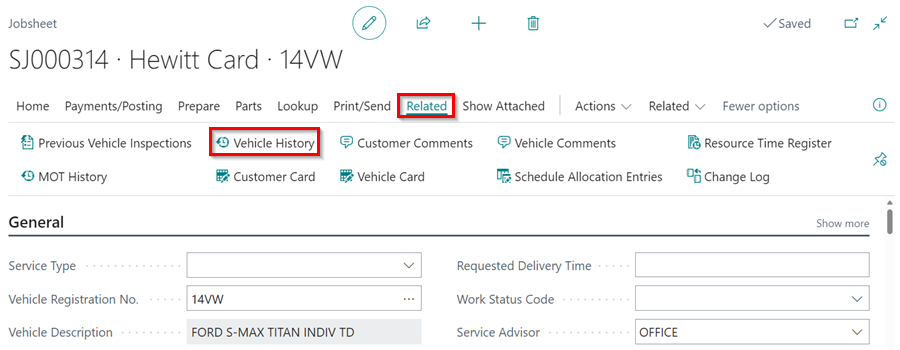 Jobsheet
Saved
SJ000314 · Hewitt Card · 14VW
Home Payments/Posting Prepare Parts Lookup Print/Send Related Show Attached Actions Related Fewer options
Previous Vehicle Inspections Vehicle History Customer Comments Vehicle Comments Resource Time Register
MOT History Customer Card Vehicle Card Schedule Allocation Entries Change Log
General Show more
Service Type Requested Delivery Time
Vehicle Registration No. 14VW ... Work Status Code
Vehicle Description FORD S-MAX TITAN INDIV TD Service Advisor OFFICE